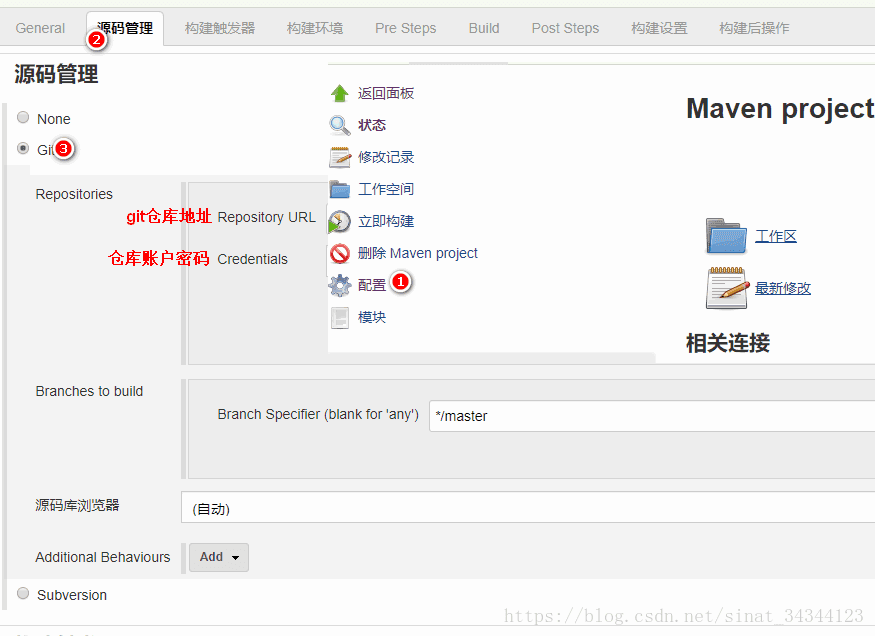 General 源码管理 构建触发器 构建环境 Pre Steps Build Post Steps 构建设置 构建后操作
2
源码管理
None
Git 3
Repositories
git仓库地址 Repository URL
仓库账户密码 Credentials
返回面板
状态
修改记录
工作空间
立即构建
删除 Maven project
配置 1
模块
Maven project
工作区
最新修改
相关连接
Branches to build
Branch Specifier (blank for 'any') */master
源码库浏览器 (自动)
Additional Behaviours Add
Subversion
https://blog.csdn.net/sinat_34344123